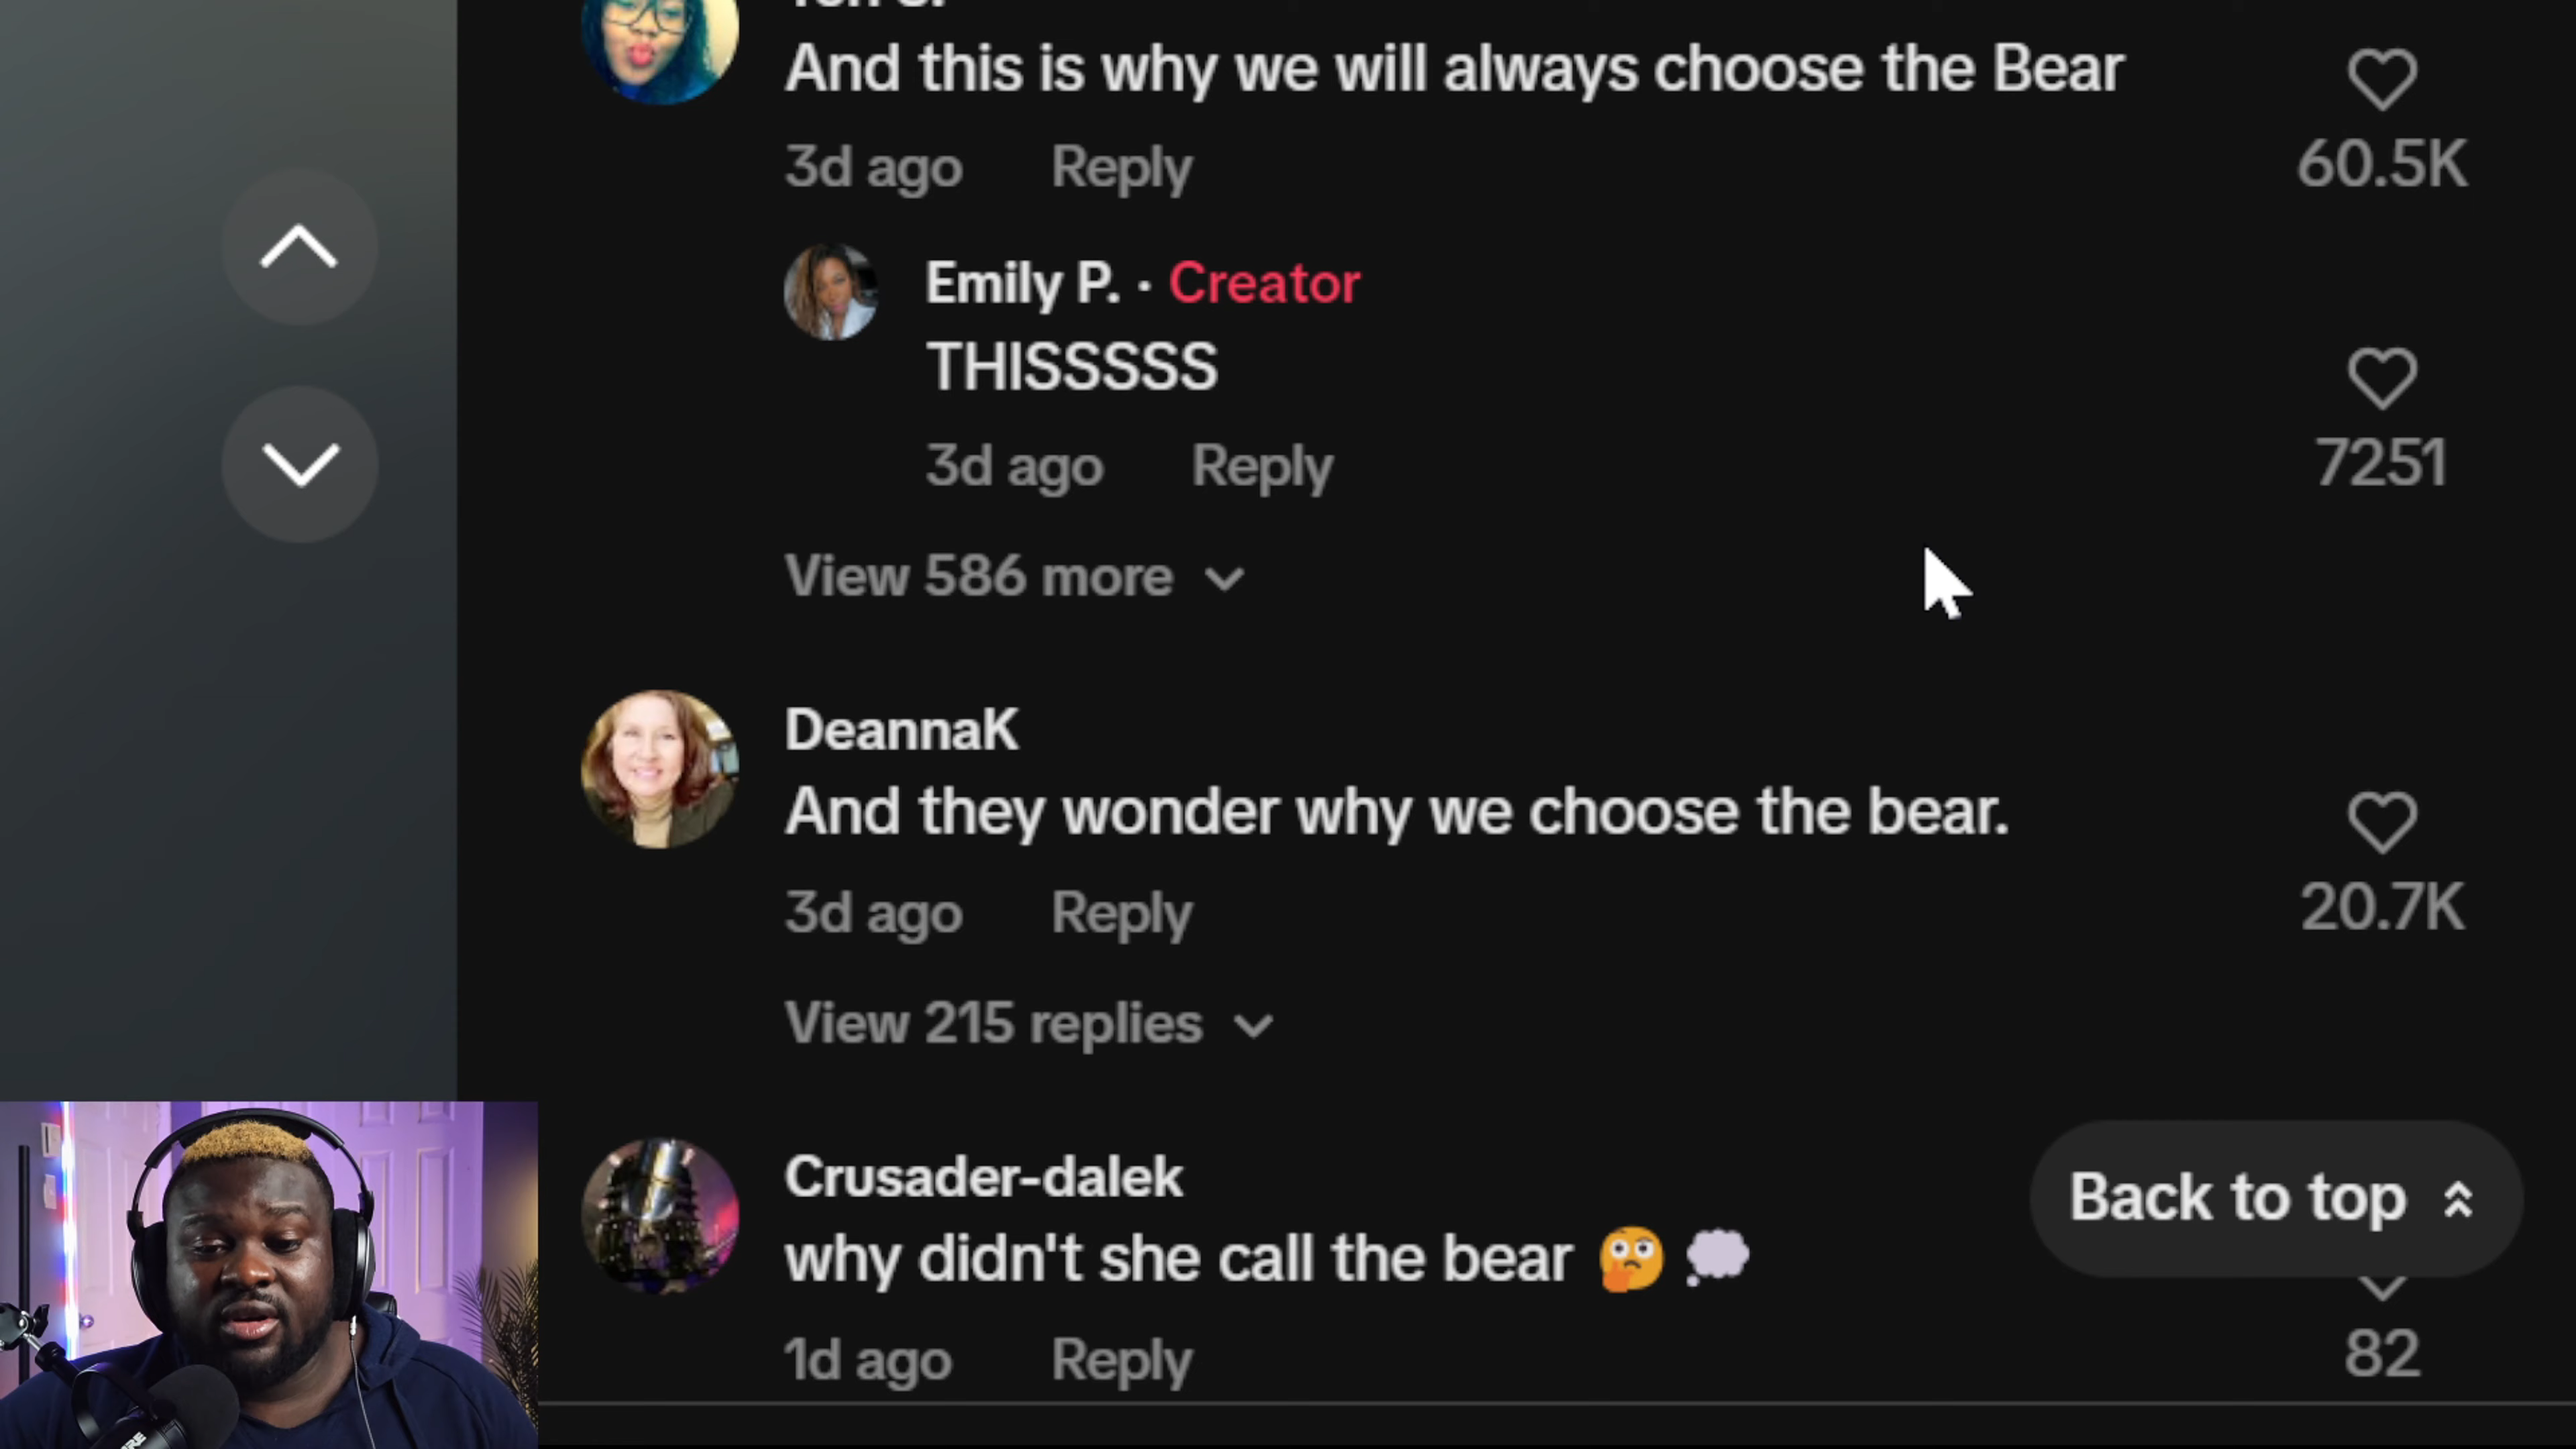 And this is why we will always choose the Bear
3d ago Reply
60.5K
Emily P. · Creator
THISSSSS
3d ago Reply
7251
View 586 more
DeannaK
And they wonder why we choose the bear.
3d ago Reply
20.7K
View 215 replies
Crusader-dalek
why didn't she call the bear 🤔 💭
Back to top
1d ago Reply
82